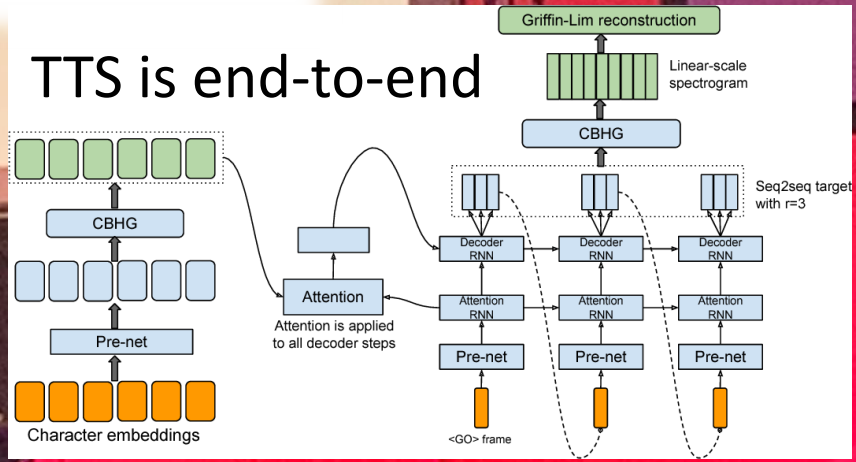 Griffin-Lim reconstruction
TTS is end-to-end
Linear-scale
spectrogram
CBHG
Seq2seq target
with r=3
CBHG
Decoder
RNN
Decoder
RNN
Decoder
RNN
Attention
Attention is applied
to all decoder steps
Attention
RNN
Attention
RNN
Attention
RNN
Pre-net
Pre-net
Pre-net
Pre-net
Character embeddings
<GO> frame